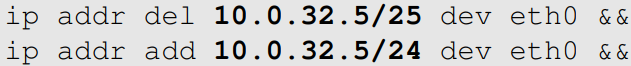 ip addr del 10.0.32.5/25 dev eth0 &&
ip addr add 10.0.32.5/24 dev eth0 &&